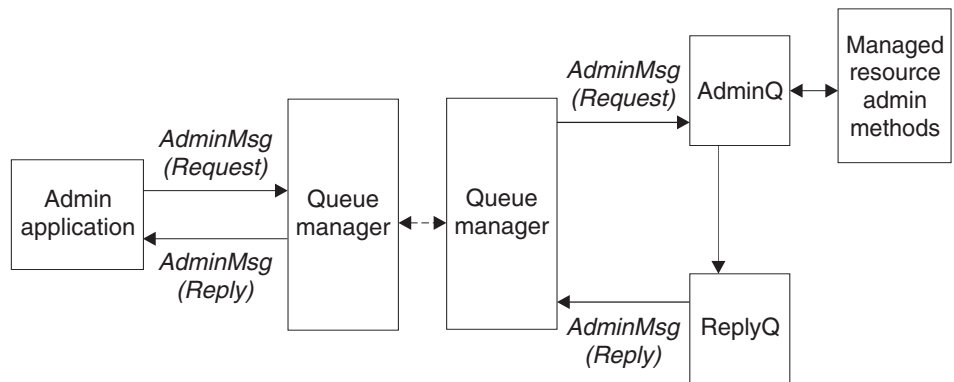 Admin
application
AdminMsg
(Request)
AdminMsg
(Reply)
Queue
manager
Queue
manager
AdminMsg
(Request)
AdminQ
Managed
resource
admin
methods
AdminMsg
(Reply)
ReplyQ